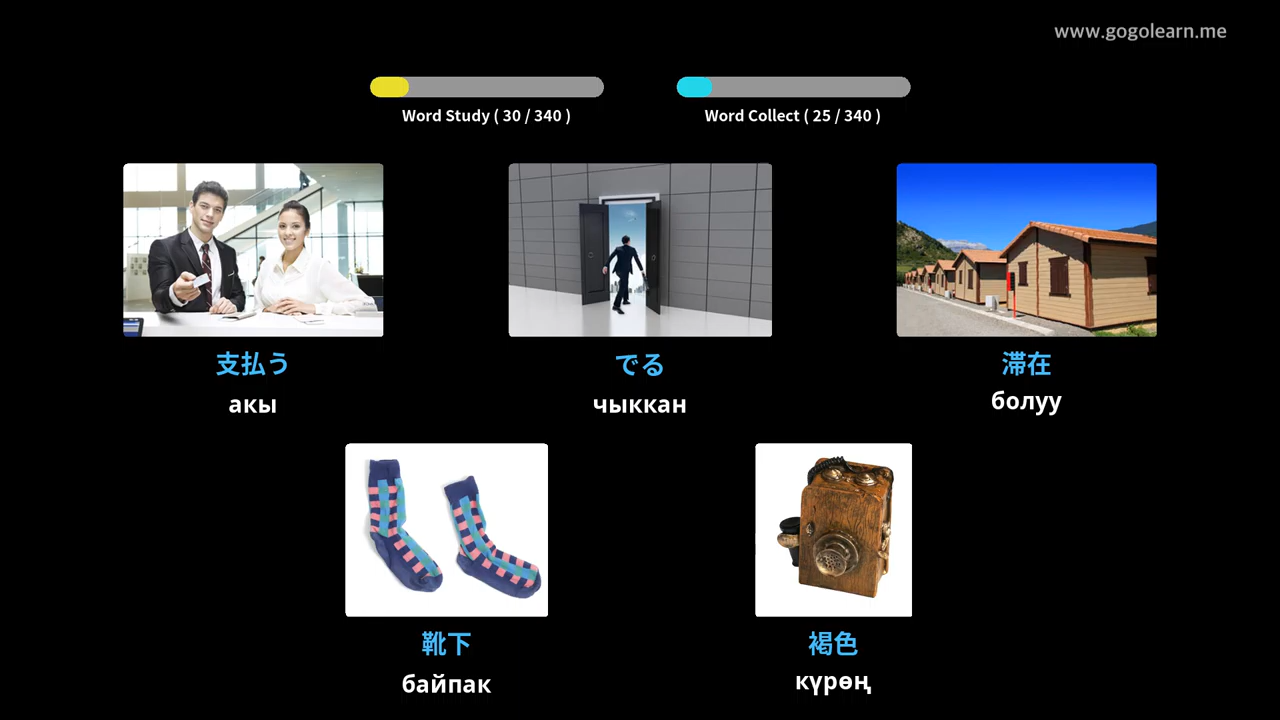 www.gogolearn.me
Word Study ( 30 / 340 )
Word Collect ( 25 / 340 )
支払う
でる
滞在
акы
чыккан
болуу
靴下
褐色
байпак
күрөң